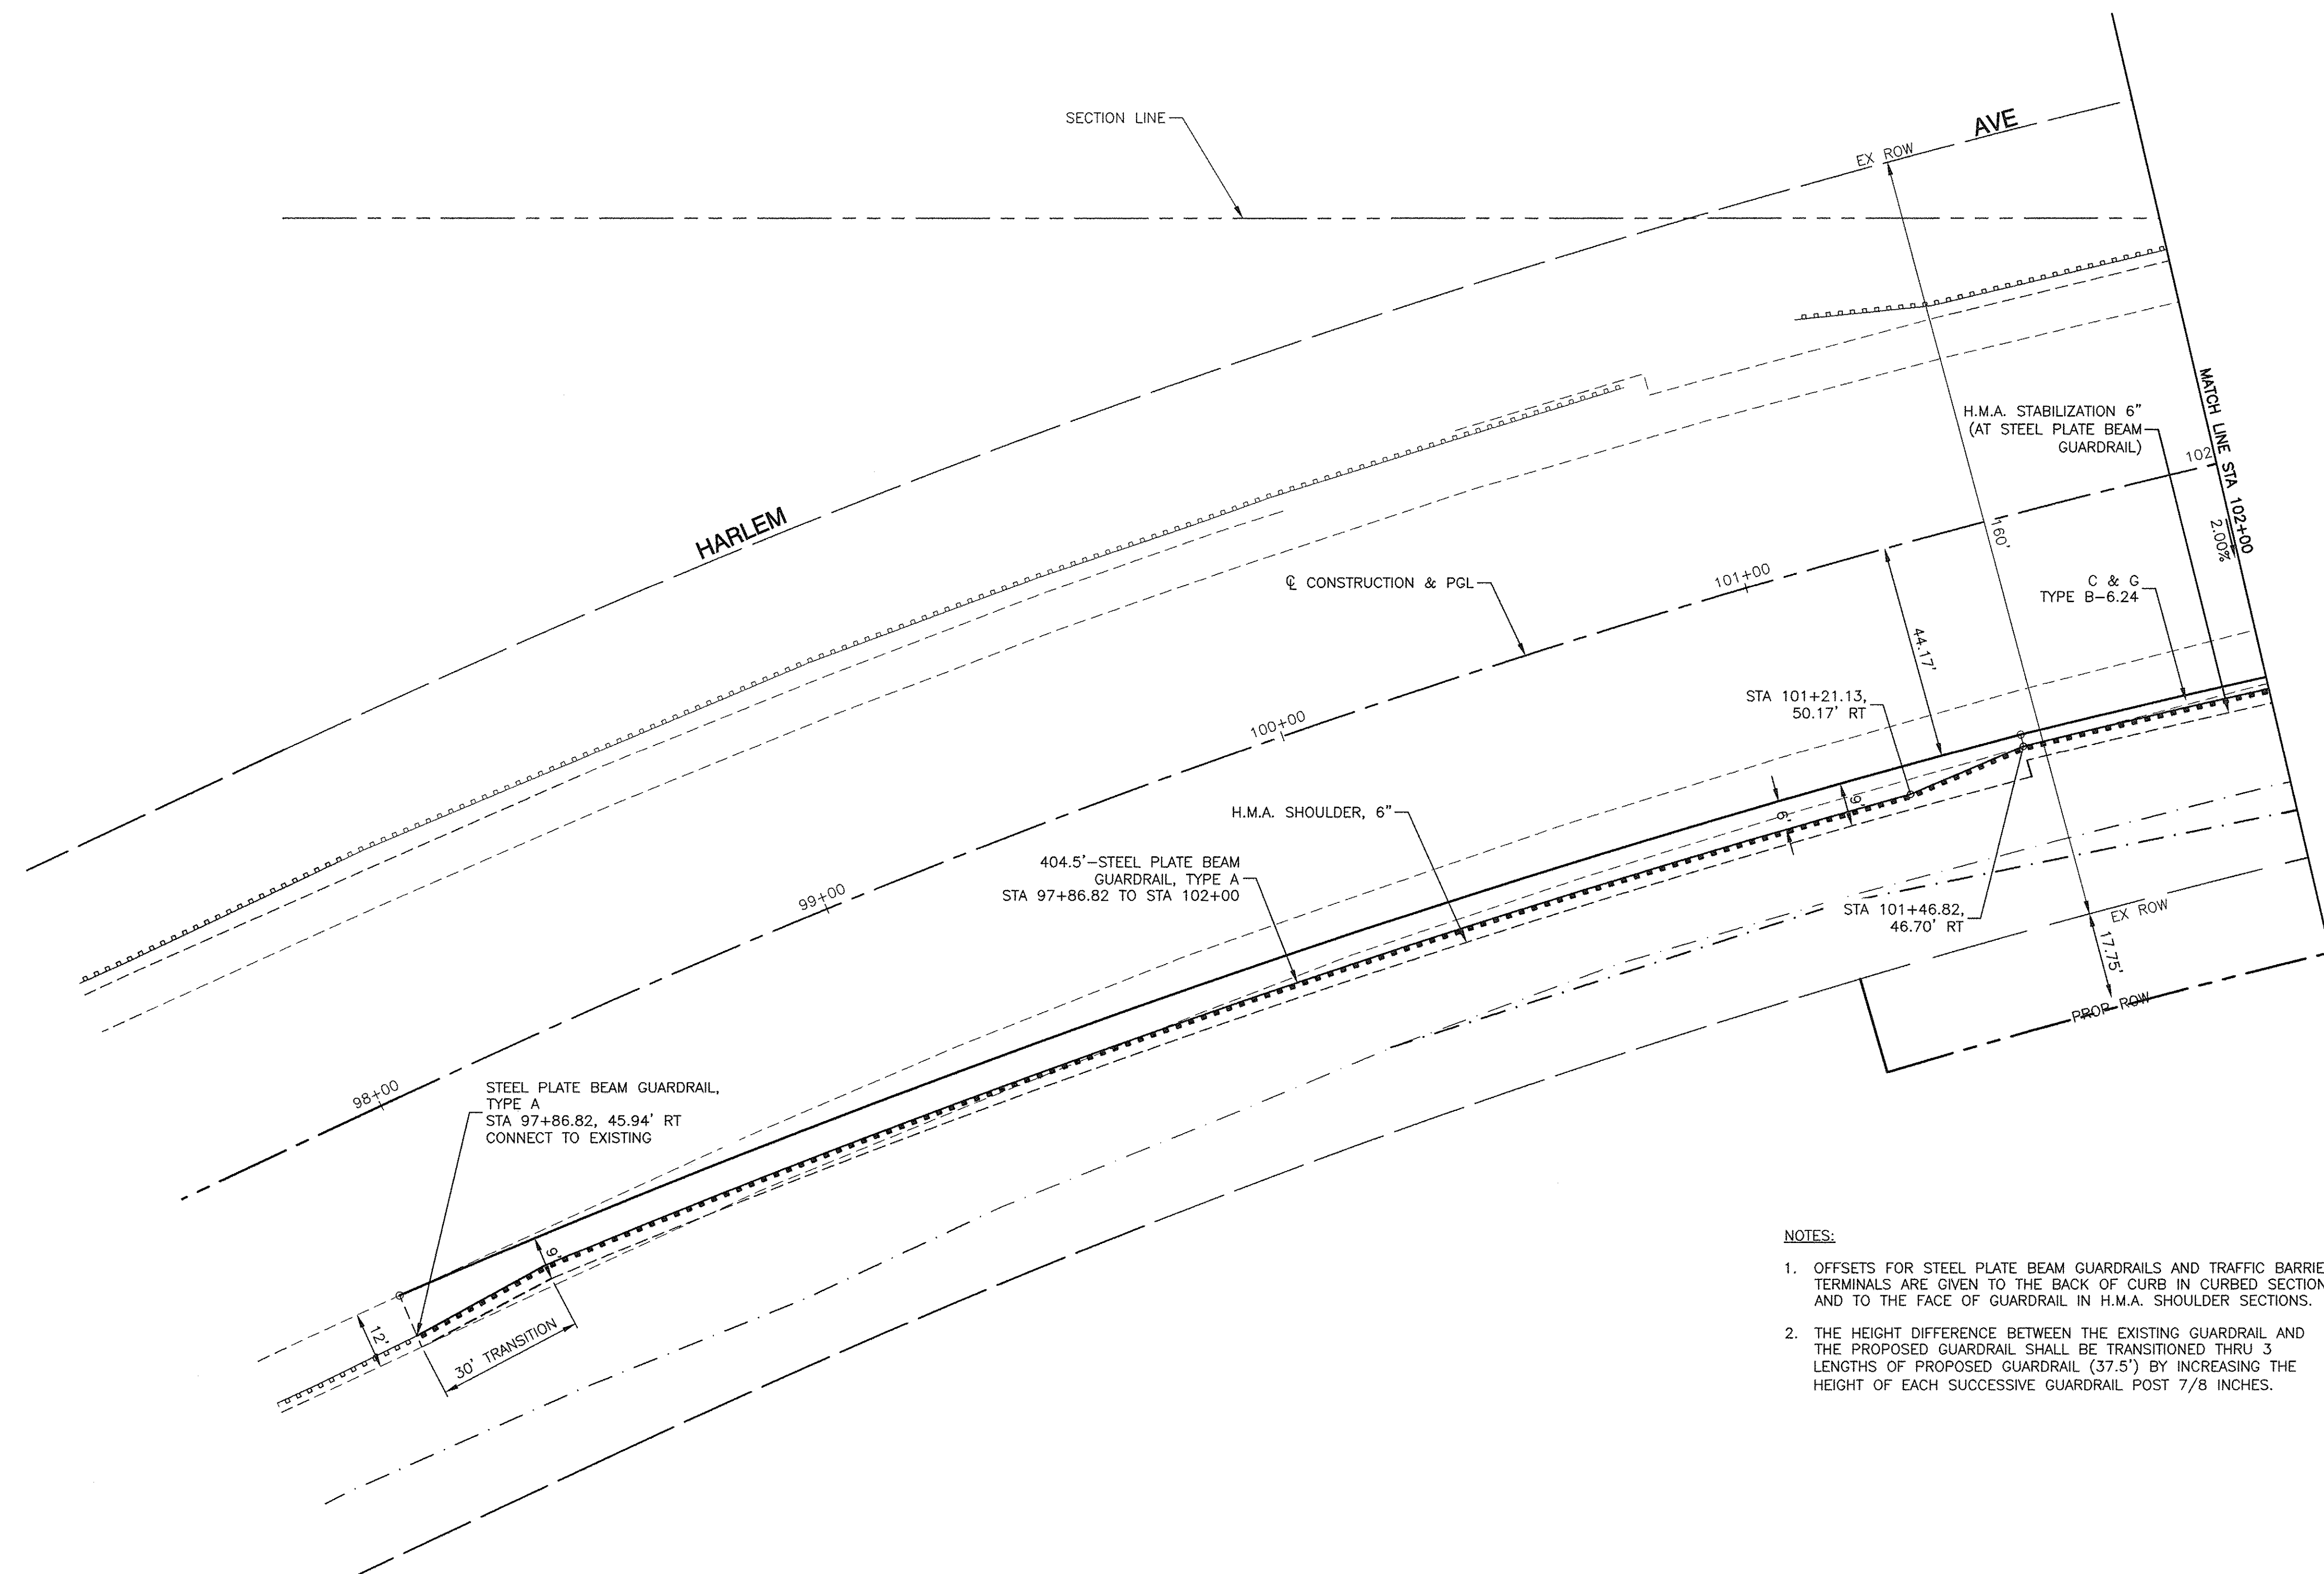 SECTION LINE
AVE
EX ROW
HARLEM
MATCH LINE STA 102+00
H.M.A. STABILIZATION 6"
(AT STEEL PLATE BEAM
GUARDRAIL)
102
2.00%
160'
℄ CONSTRUCTION & PGL
101+00
C & G
TYPE B-6.24
44.17'
STA 101+21.13,
50.17' RT
100+00
H.M.A. SHOULDER, 6"
6'
9'
404.5'-STEEL PLATE BEAM
GUARDRAIL, TYPE A
STA 97+86.82 TO STA 102+00
99+00
STA 101+46.82,
46.70' RT
EX ROW
17.75'
PROP ROW
98+00
STEEL PLATE BEAM GUARDRAIL,
TYPE A
STA 97+86.82, 45.94' RT
CONNECT TO EXISTING
9'
12'
30' TRANSITION
NOTES:
1. OFFSETS FOR STEEL PLATE BEAM GUARDRAILS AND TRAFFIC BARRIE
TERMINALS ARE GIVEN TO THE BACK OF CURB IN CURBED SECTION
AND TO THE FACE OF GUARDRAIL IN H.M.A. SHOULDER SECTIONS.
2. THE HEIGHT DIFFERENCE BETWEEN THE EXISTING GUARDRAIL AND
THE PROPOSED GUARDRAIL SHALL BE TRANSITIONED THRU 3
LENGTHS OF PROPOSED GUARDRAIL (37.5') BY INCREASING THE
HEIGHT OF EACH SUCCESSIVE GUARDRAIL POST 7/8 INCHES.